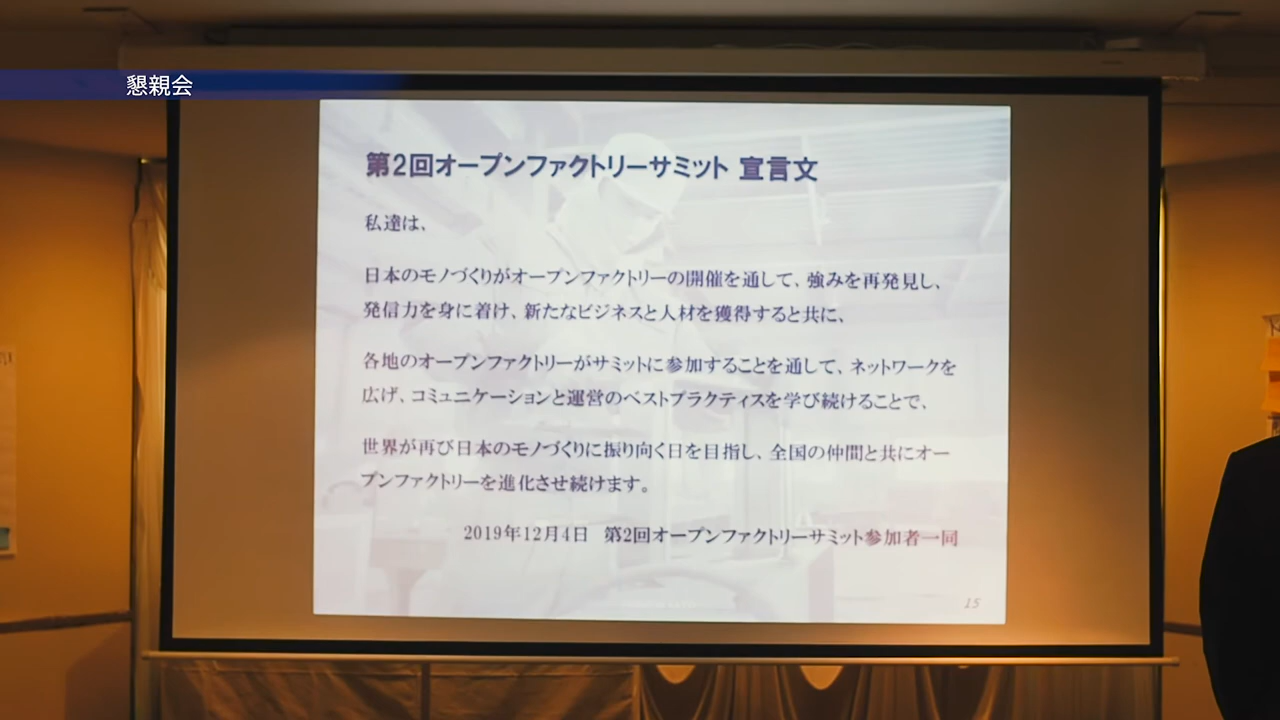 懇親会
第2回オープンファクトリーサミット 宣言文
私達は、
日本のモノづくりがオープンファクトリーの開催を通して、強みを再発見し、
発信力を身に着け、新たなビジネスと人材を獲得すると共に、
各地のオープンファクトリーがサミットに参加することを通して、ネットワークを
広げ、コミュニケーションと運営のベストプラクティスを学び続けることで、
世界が再び日本のモノづくりに振り向く日を目指し、全国の仲間と共にオー
プンファクトリーを進化させ続けます。
2019年12月4日 第2回オープンファクトリーサミット参加者一同
15